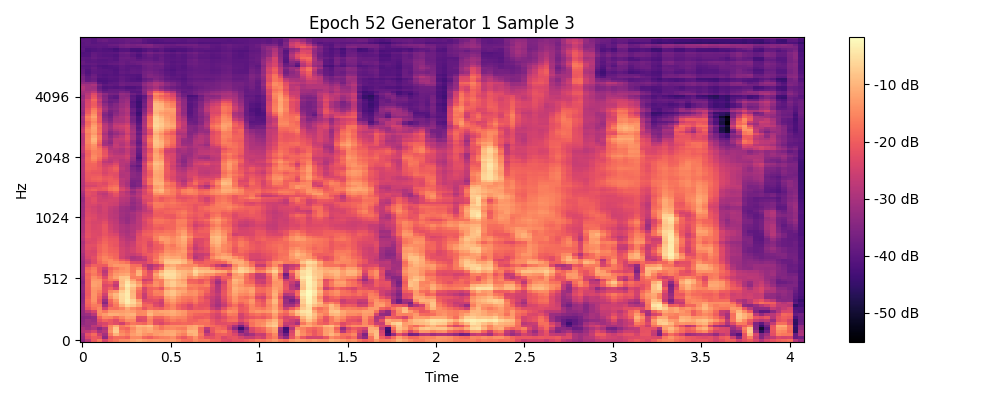 Epoch 52 Generator 1 Sample 3
Hz
4096
2048
1024
512
0
0 0.5 1 1.5 2 2.5 3 3.5 4
Time
-10 dB
-20 dB
-30 dB
-40 dB
-50 dB